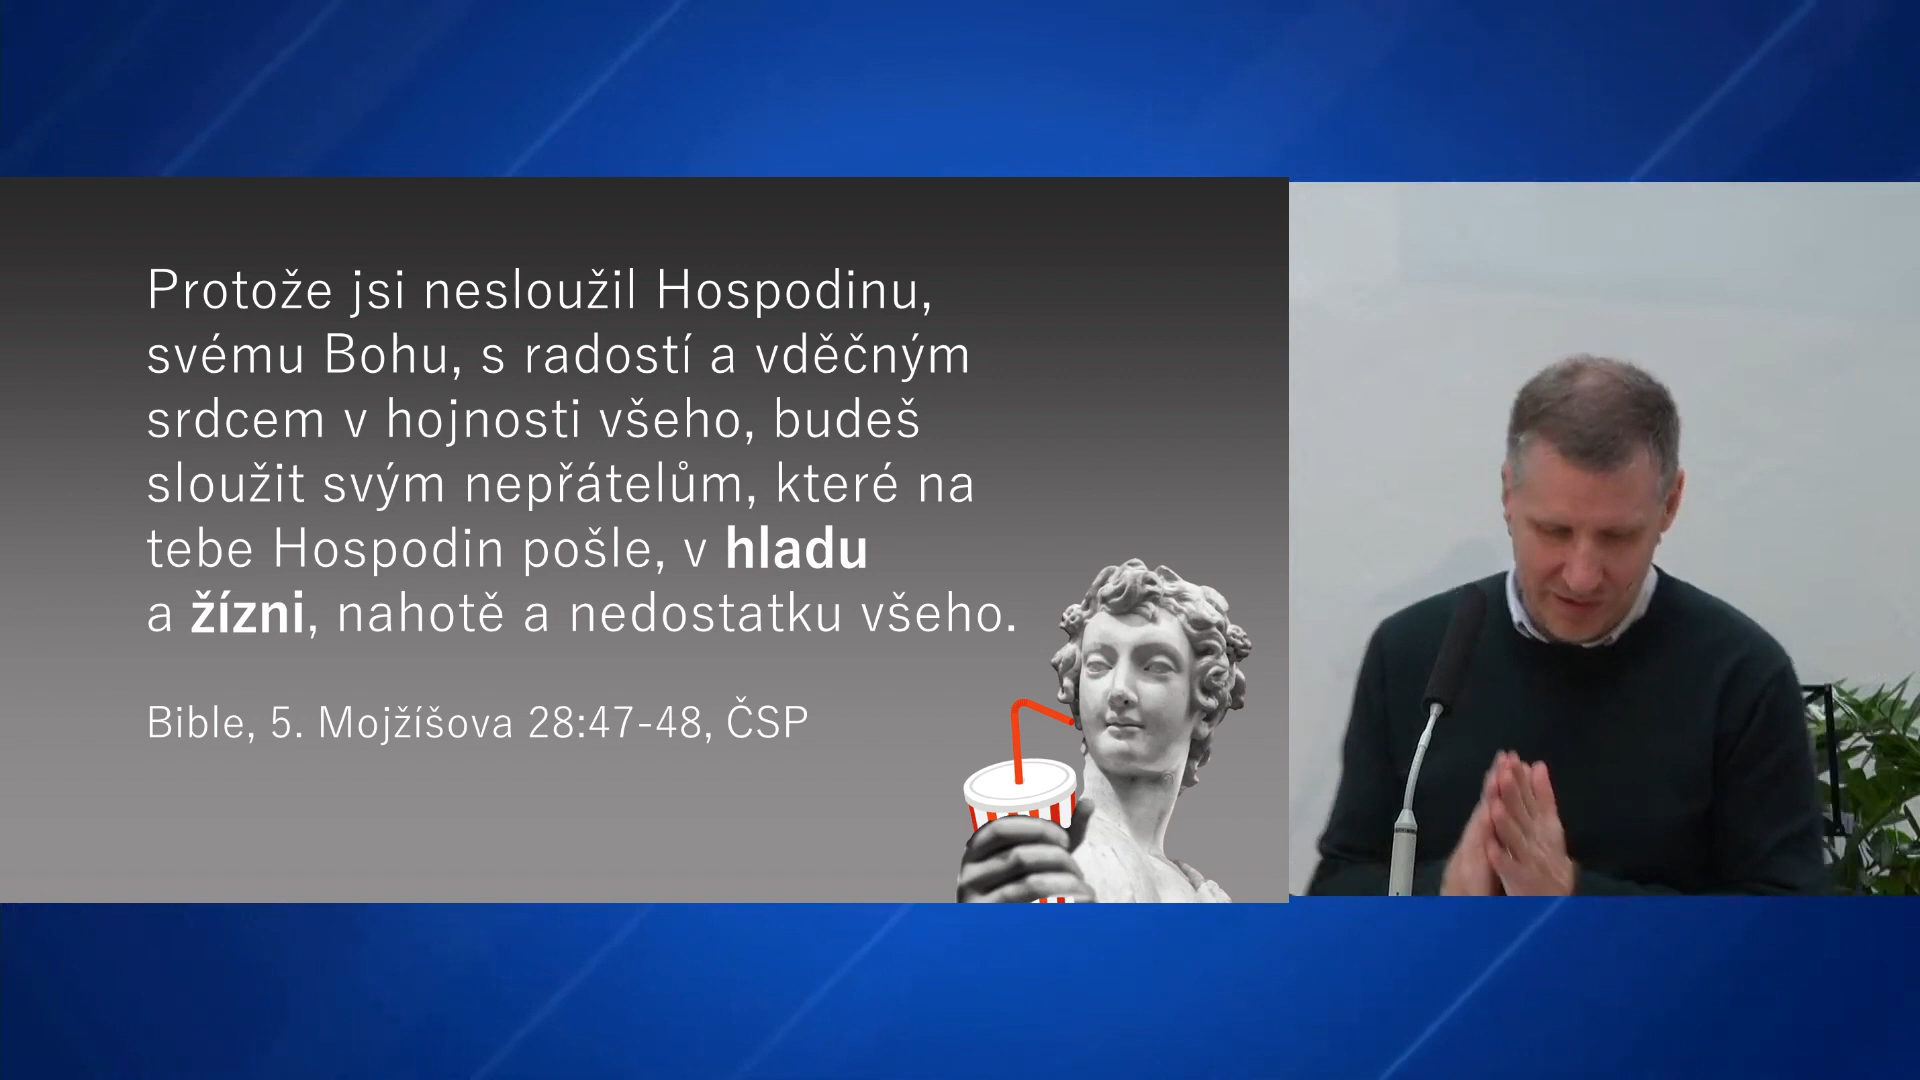 Protože jsi nesloužil Hospodinu,
svému Bohu, s radostí a vděčným
srdcem v hojnosti všeho, budeš
sloužit svým nepřátelům, které na
tebe Hospodin pošle, v hladu
a žízni, nahotě a nedostatku všeho.
Bible, 5. Mojžíšova 28:47-48, ČSP